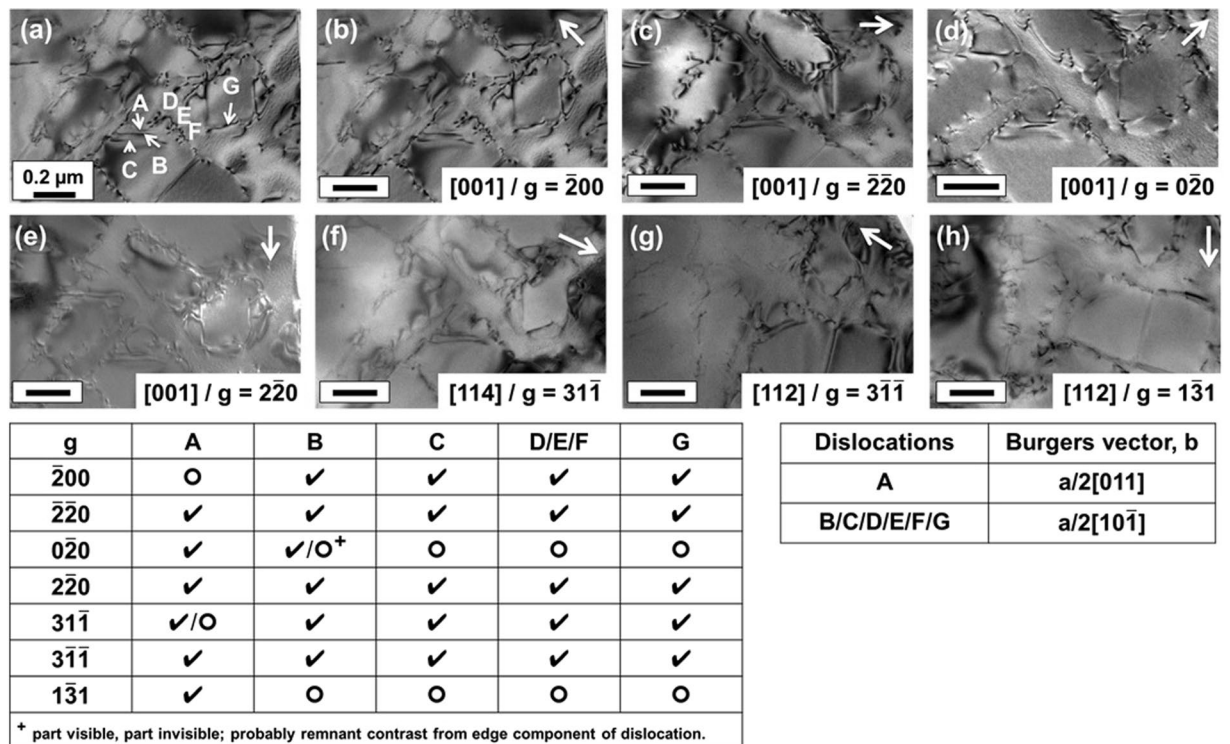 (a) (b) (c) (d)
A D E F G
C B
0.2 μm
[001] / g = 2̄00
[001] / g = 2̄2̄0
[001] / g = 02̄0
(e) (f) (g) (h)
[001] / g = 22̄0
[114] / g = 311̄
[112] / g = 31̄1̄
[112] / g = 13̄1
g A B C D/E/F G
2̄00 O ✔ ✔ ✔ ✔
2̄2̄0 ✔ ✔ ✔ ✔ ✔
02̄0 ✔ ✔/O⁺ O O O
22̄0 ✔ ✔ ✔ ✔ ✔
311̄ ✔/O ✔ ✔ ✔ ✔
31̄1̄ ✔ ✔ ✔ ✔ ✔
13̄1 ✔ O O O O
⁺ part visible, part invisible; probably remnant contrast from edge component of dislocation.
Dislocations Burgers vector, b
A a/2[011]
B/C/D/E/F/G a/2[101̄]